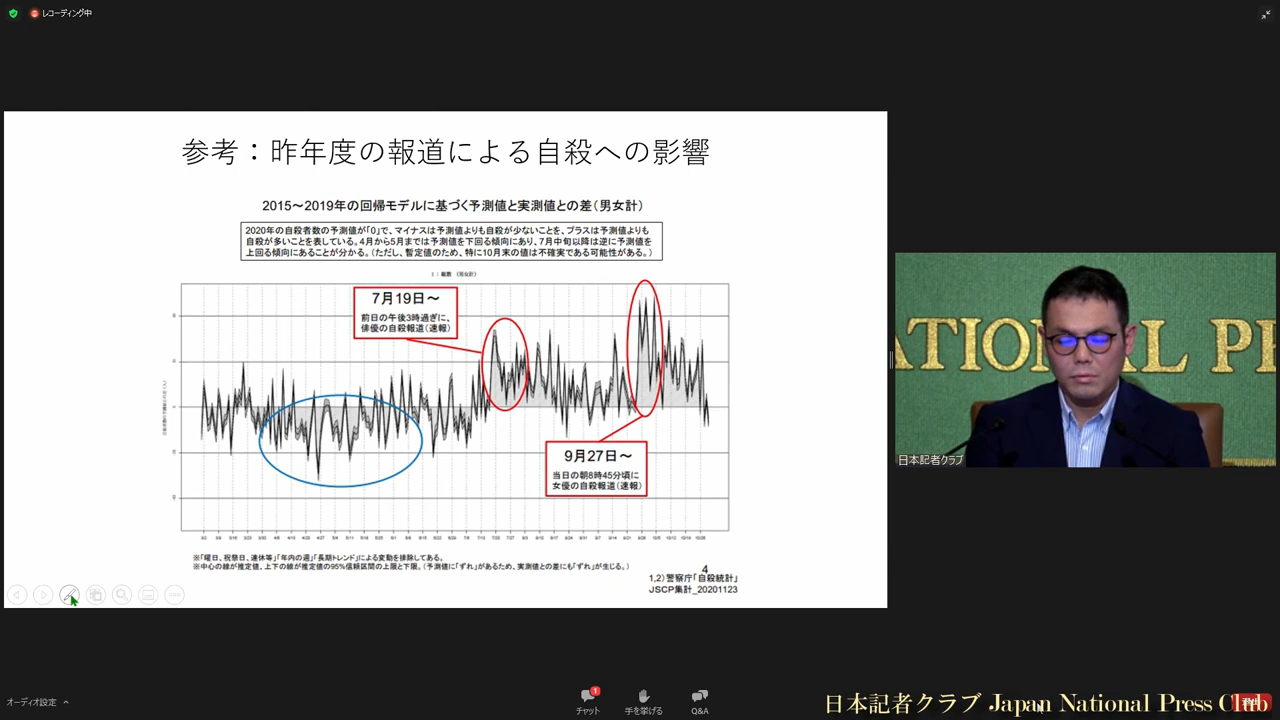 レコーディング中
参考：昨年度の報道による自殺への影響
2015～2019年の回帰モデルに基づく予測値と実測値との差（男女計）
2020年の自殺者数の予測値が「0」で、マイナスは予測値よりも自殺が少ないことを、プラスは予測値よりも
自殺が多いことを表している。4月から5月までは予測値を下回る傾向にあり、7月中旬以降は逆に予測値を
上回る傾向にあることが分かる。（ただし、暫定値のため、特に10月末の値は不確実である可能性がある。）
7月19日～
前日の午後3時過ぎに、
俳優の自殺報道（速報）
9月27日～
当日の朝8時45分頃に
女優の自殺報道（速報）
※「曜日、祝祭日、連休等」「年内の週」「長期トレンド」による変動を排除してある。
※中心の線が推定値、上下の線が推定値の95%信頼区間の上限と下限。（予測値に「ずれ」があるため、実測値との差にも「ずれ」が生じる。）
4
1,2）警察庁「自殺統計」
JSCP集計_20201123
ATIONAL PR
日本記者クラブ
オーディオ設定
1
チャット
手を挙げる
Q&A
日本記者クラブ Japan National Press Club